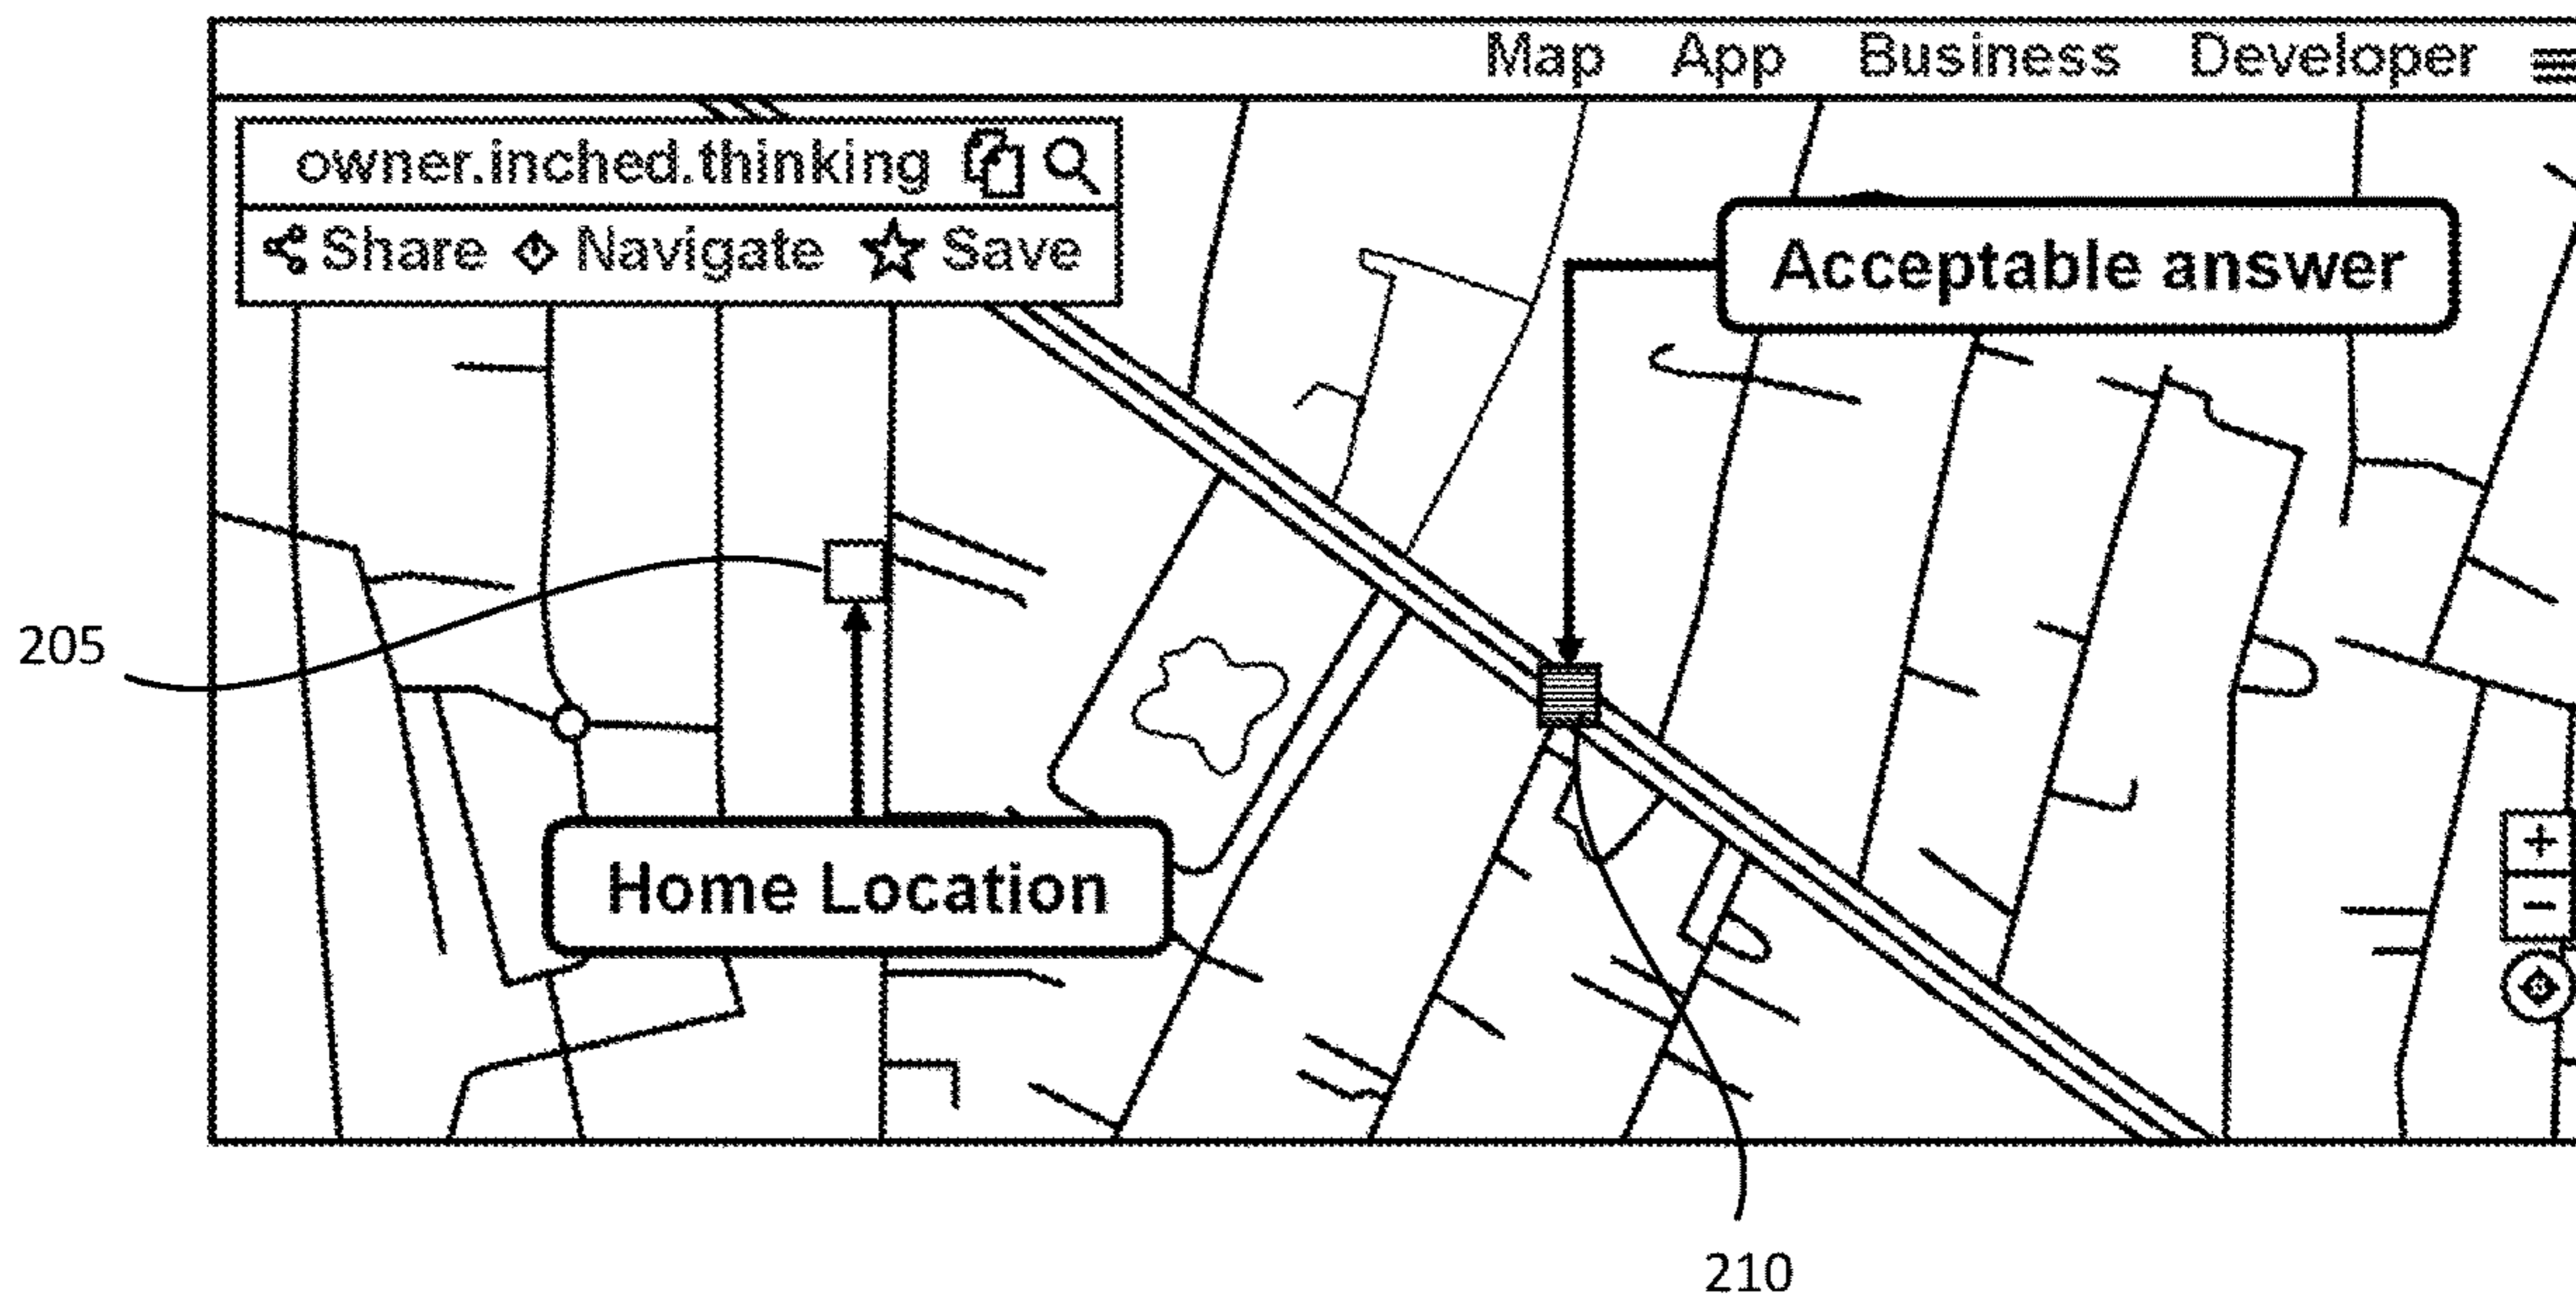 Map App Business Developer
owner.inched.thinking
Share Navigate Save
Acceptable answer
205
Home Location
+
−
210